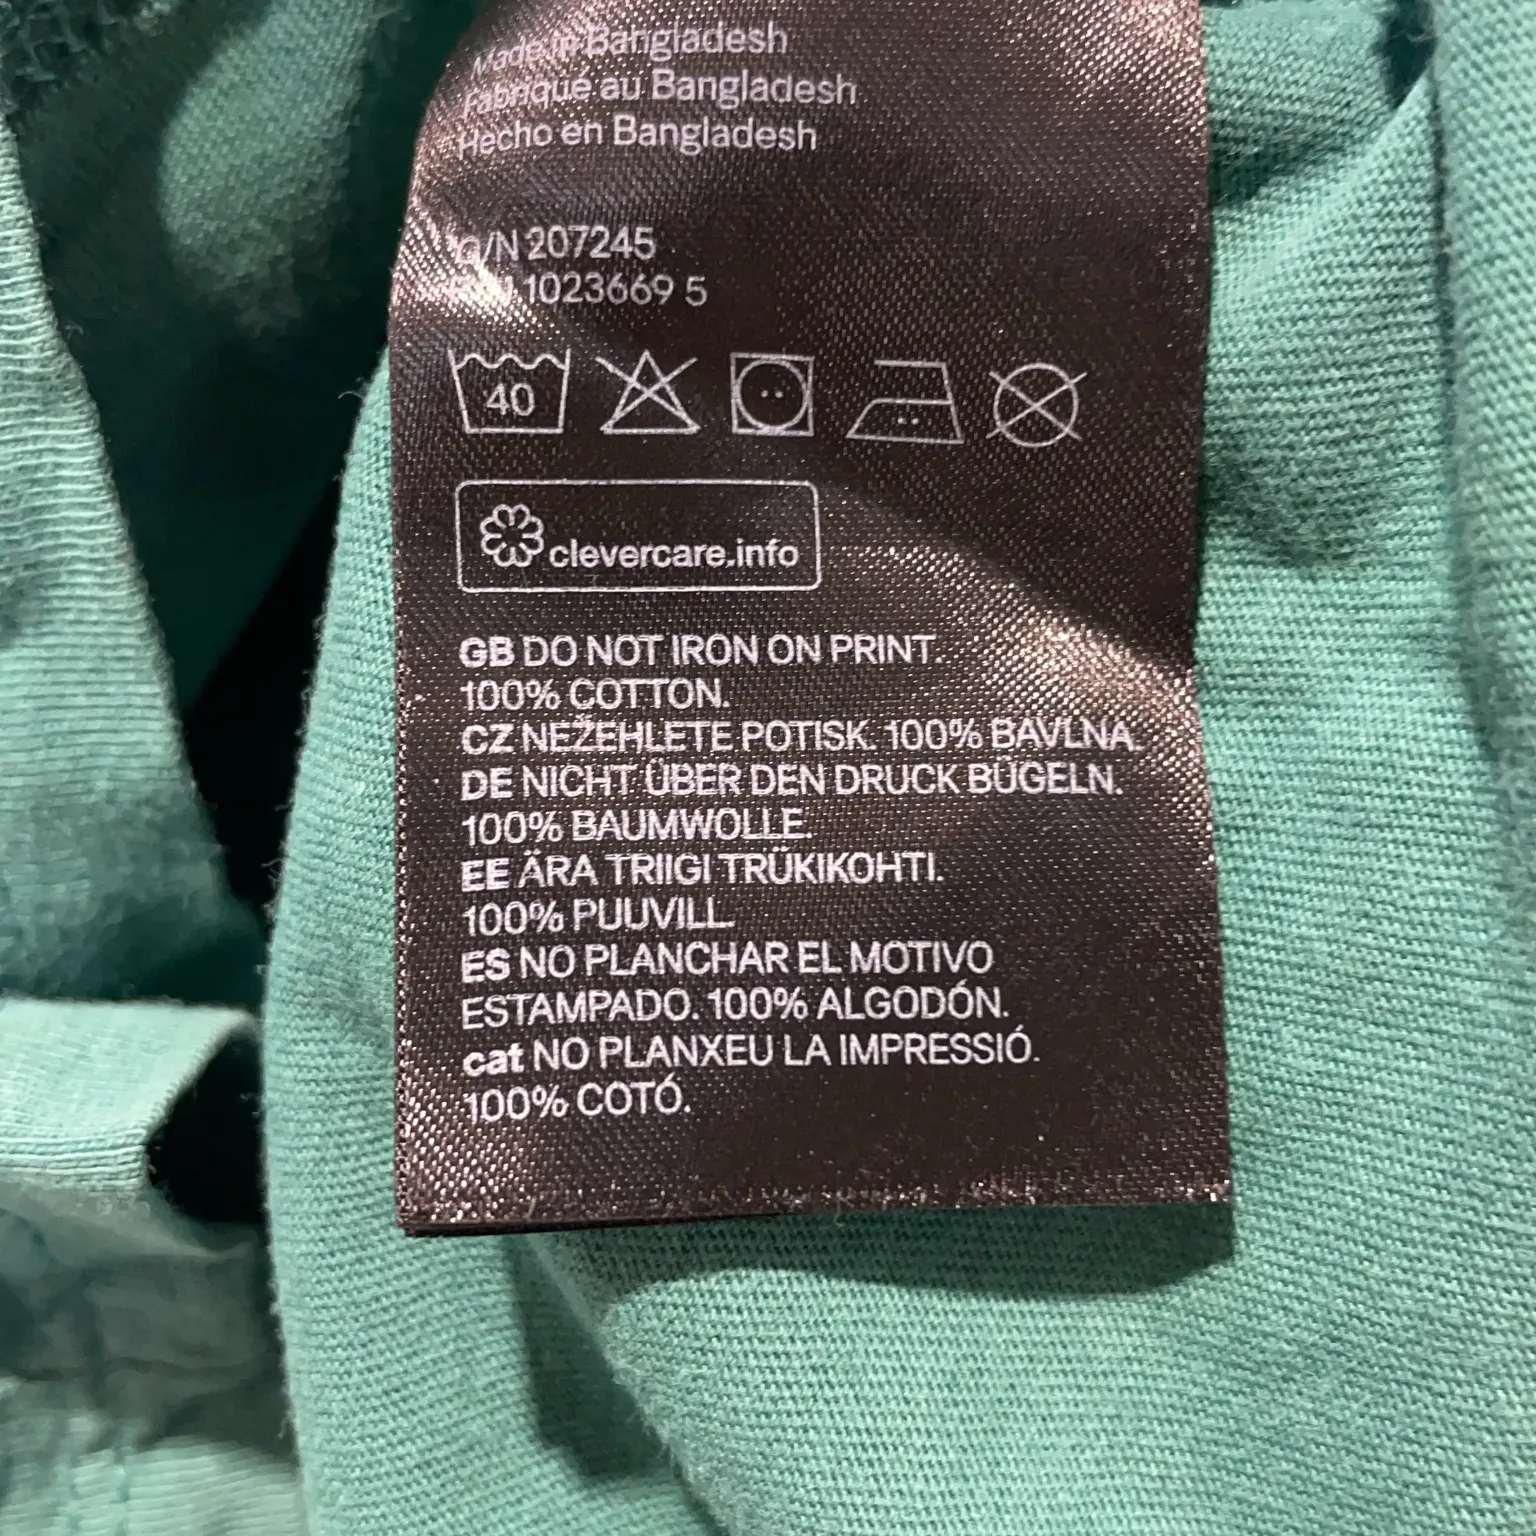 Made in Bangladesh
Fabriqué au Bangladesh
Hecho en Bangladesh
O/N 207245
1023669 5
40
clevercare.info
GB DO NOT IRON ON PRINT.
100% COTTON.
CZ NEŽEHLETE POTISK. 100% BAVLNA
DE NICHT ÜBER DEN DRUCK BÜGELN.
100% BAUMWOLLE.
EE ÄRA TRIIGI TRÜKIKOHTI.
100% PUUVILL
ES NO PLANCHAR EL MOTIVO
ESTAMPADO. 100% ALGODÓN.
cat NO PLANXEU LA IMPRESSIÓ.
100% COTÓ.